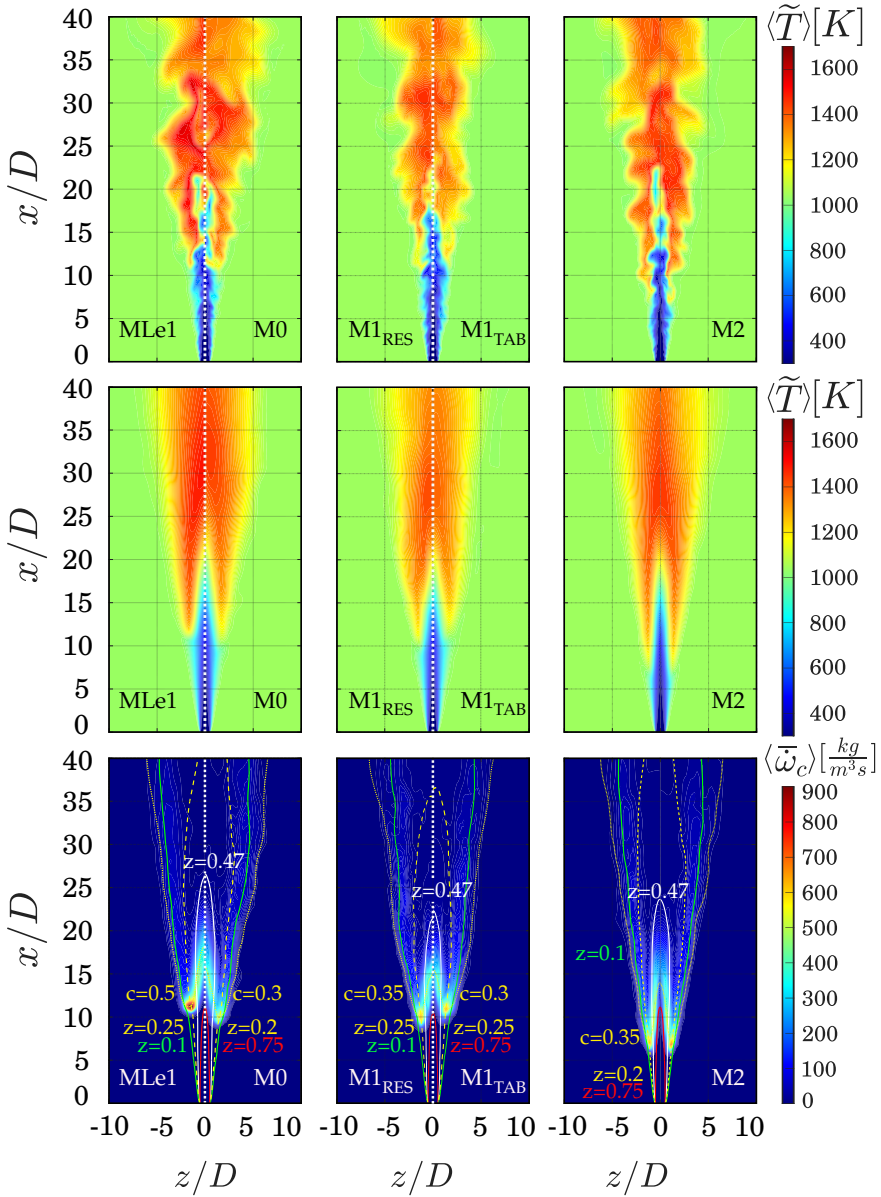 ⟨T̃⟩[K]
40
35
30
25
20
15
10
5
0
x/D
MLe1 M0
M1RES M1TAB
M2
1600
1400
1200
1000
800
600
400
⟨T̃⟩[K]
40
35
30
25
20
15
10
5
0
x/D
MLe1 M0
M1RES M1TAB
M2
1600
1400
1200
1000
800
600
400
⟨ω̇̄c⟩[kg/m³s]
40
35
30
25
20
15
10
5
0
x/D
z=0.47
c=0.5 c=0.3
z=0.25 z=0.2
z=0.1 z=0.75
MLe1 M0
z=0.47
c=0.35 c=0.3
z=0.25 z=0.25
z=0.1 z=0.75
M1RES M1TAB
z=0.47
z=0.1
c=0.35
z=0.2
z=0.75
M2
900
800
700
600
500
400
300
200
100
0
-10 -5 0 5 10
-5 0 5 10
-5 0 5 10
z/D z/D z/D